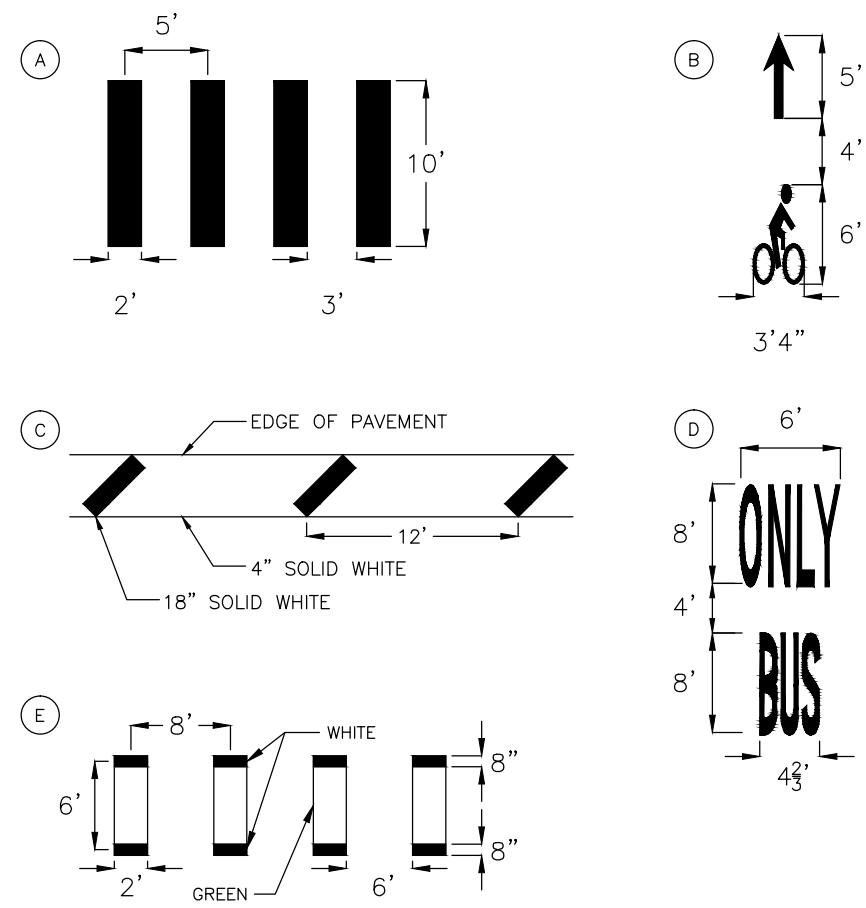 A
5'
10'
2'
3'
B
5'
4'
6'
3'4"
C
EDGE OF PAVEMENT
12'
4" SOLID WHITE
18" SOLID WHITE
D
6'
ONLY
8'
4'
BUS
8'
4⅔'
E
8'
WHITE
8"
6'
8"
2'
GREEN
6'